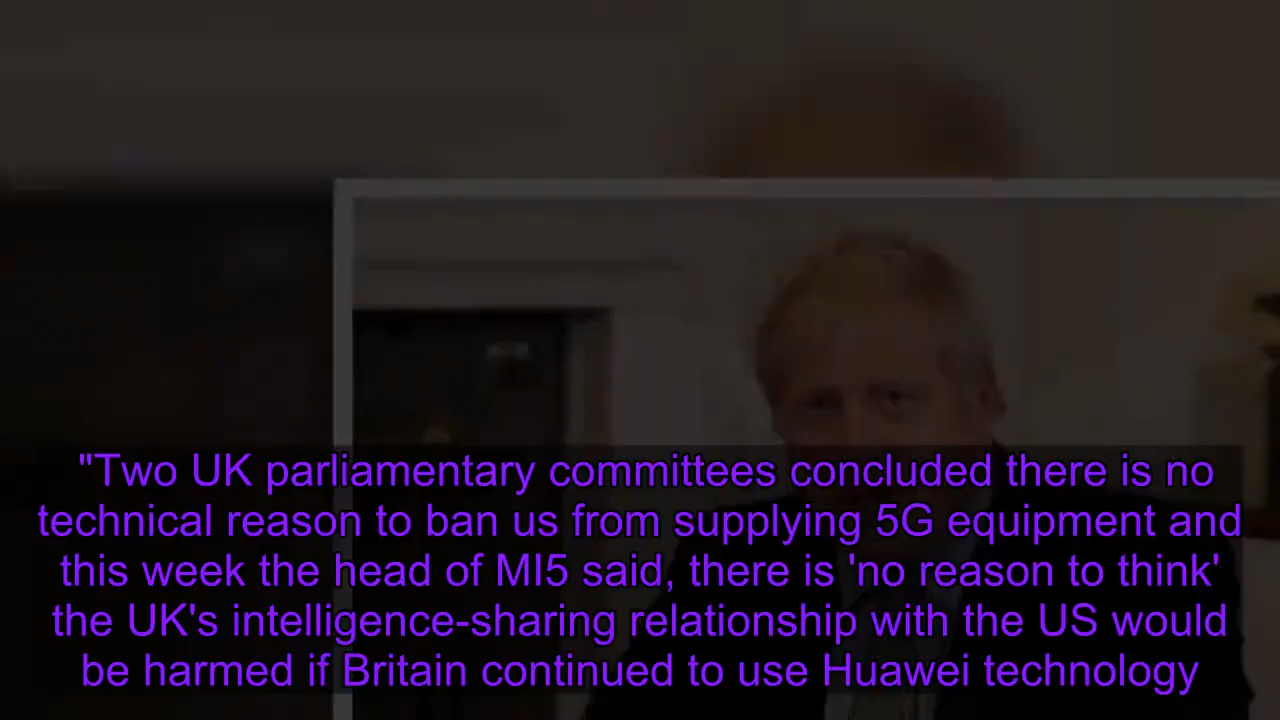 "Two UK parliamentary committees concluded there is no
technical reason to ban us from supplying 5G equipment and
this week the head of MI5 said, there is 'no reason to think'
the UK's intelligence-sharing relationship with the US would
be harmed if Britain continued to use Huawei technology